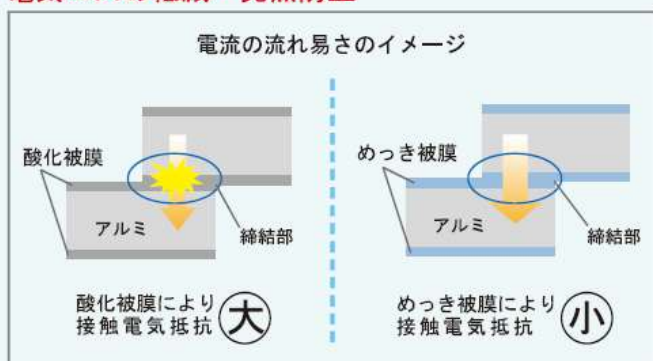 電流の流れ易さのイメージ
酸化被膜
アルミ
締結部
酸化被膜により
接触電気抵抗
大
めっき被膜
アルミ
締結部
めっき被膜により
接触電気抵抗
小